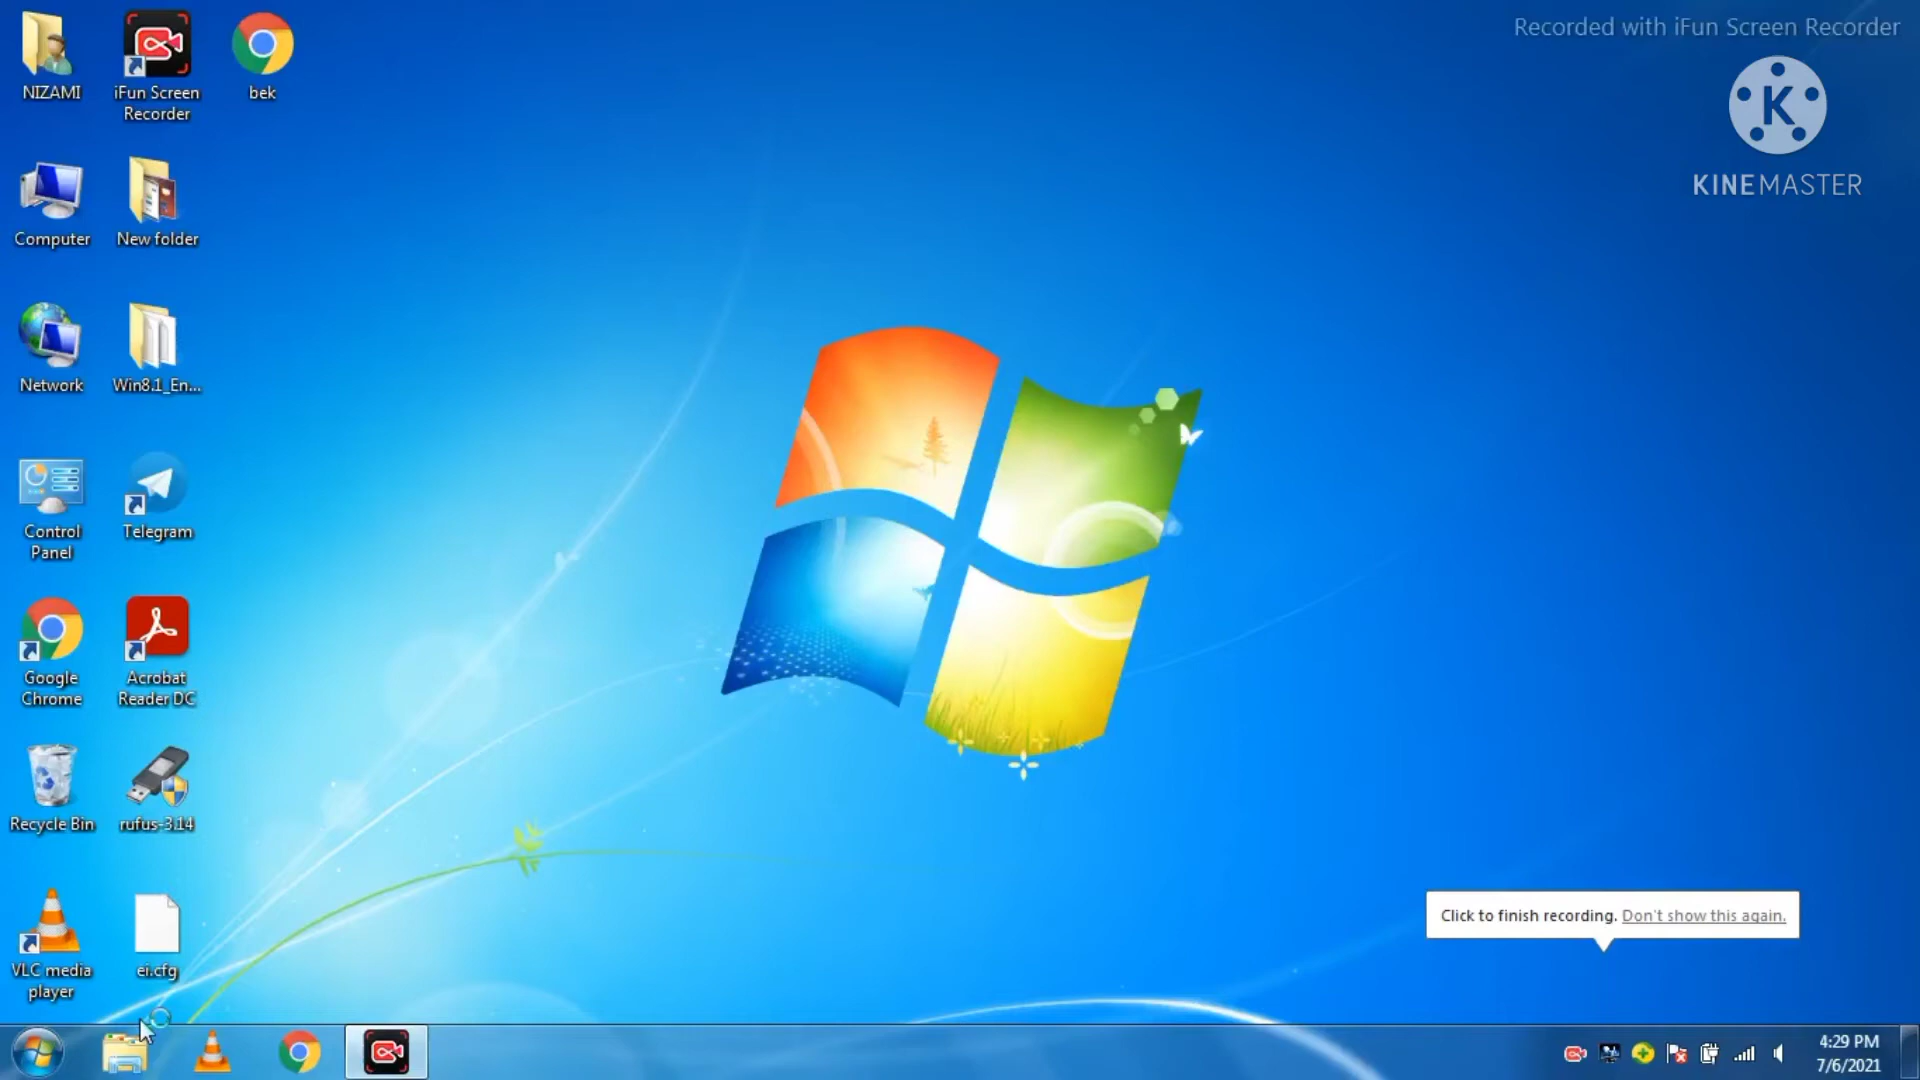 Recorded with iFun Screen Recorder
K
KINEMASTER
NIZAMI
iFun Screen
Recorder
bek
Computer
New folder
Network
Win8.1_En...
Control
Panel
Telegram
Google
Chrome
Acrobat
Reader DC
Recycle Bin
rufus-3.14
VLC media
player
ei.cfg
Click to finish recording. Don't show this again.
4:29 PM
7/6/2021